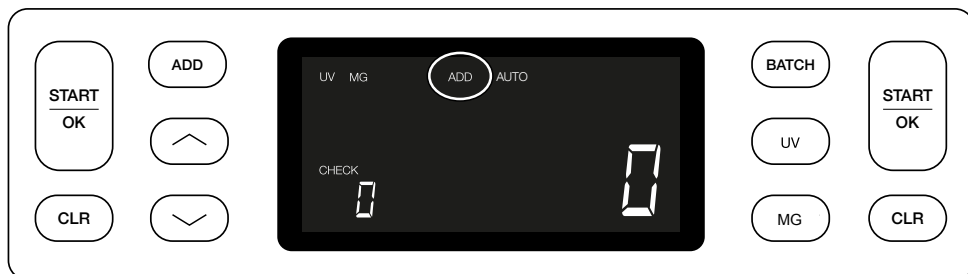 START
OK
CLR
ADD
UV MG ADD AUTO
CHECK
0 0
BATCH
UV
MG
START
OK
CLR